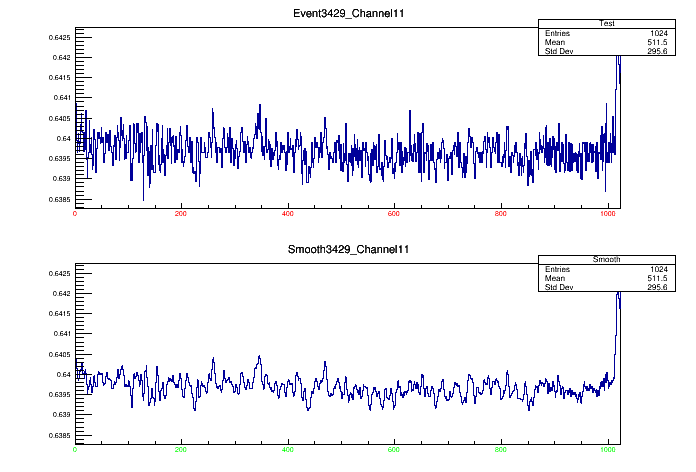 Event3429_Channel11
Test
Entries 1024
Mean 511.5
Std Dev 295.6
0.6425
0.642
0.6415
0.641
0.6405
0.64
0.6395
0.639
0.6385
0 200 400 600 800 1000
Smooth3429_Channel11
Smooth
Entries 1024
Mean 511.5
Std Dev 295.6
0.6425
0.642
0.6415
0.641
0.6405
0.64
0.6395
0.639
0.6385
0 200 400 600 800 1000